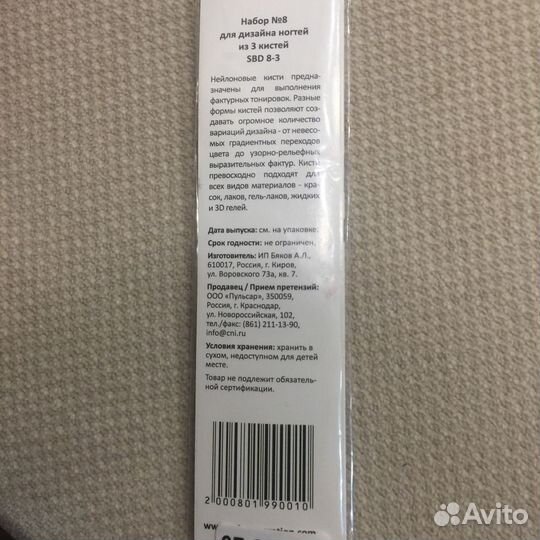 Набор №8
для дизайна ногтей
из 3 кистей
SBD 8-3
Нейлоновые кисти предна-
значены для выполнения
фактурных тонировок. Разные
формы кистей позволяют соз-
давать огромное количество
вариаций дизайна - от невесо-
мых градиентных переходов
цвета до узорно-рельефных
выразительных фактур. Кисти
превосходно подходят для
всех видов материалов - кра-
сок, лаков, гель-лаков, жидких
и 3D гелей.
Дата выпуска: см. на упаковке.
Срок годности: не ограничен.
Изготовитель: ИП Бяков А.Л.,
610017, Россия, г. Киров,
ул. Воровского 73а, кв. 7.
Продавец / Прием претензий:
ООО «Пульсар», 350059,
Россия, г. Краснодар,
ул. Новороссийская, 102,
тел./факс: (861) 211-13-90,
info@cni.ru
Условия хранения: хранить в
сухом, недоступном для детей
месте.
Товар не подлежит обязатель-
ной сертификации.
2 000801 990010
Avito